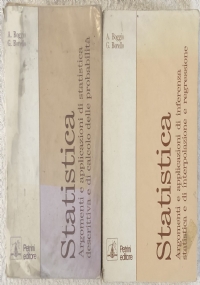 A. Boggio
G. Borello
Statistica
Argomenti e applicazioni di statistica
descrittiva e di calcolo delle probabilità
Petrini
editore
A. Boggio
G. Borello
Statistica
Argomenti e applicazioni di inferenza
statistica e di interpolazione e regressione
Petrini
editore